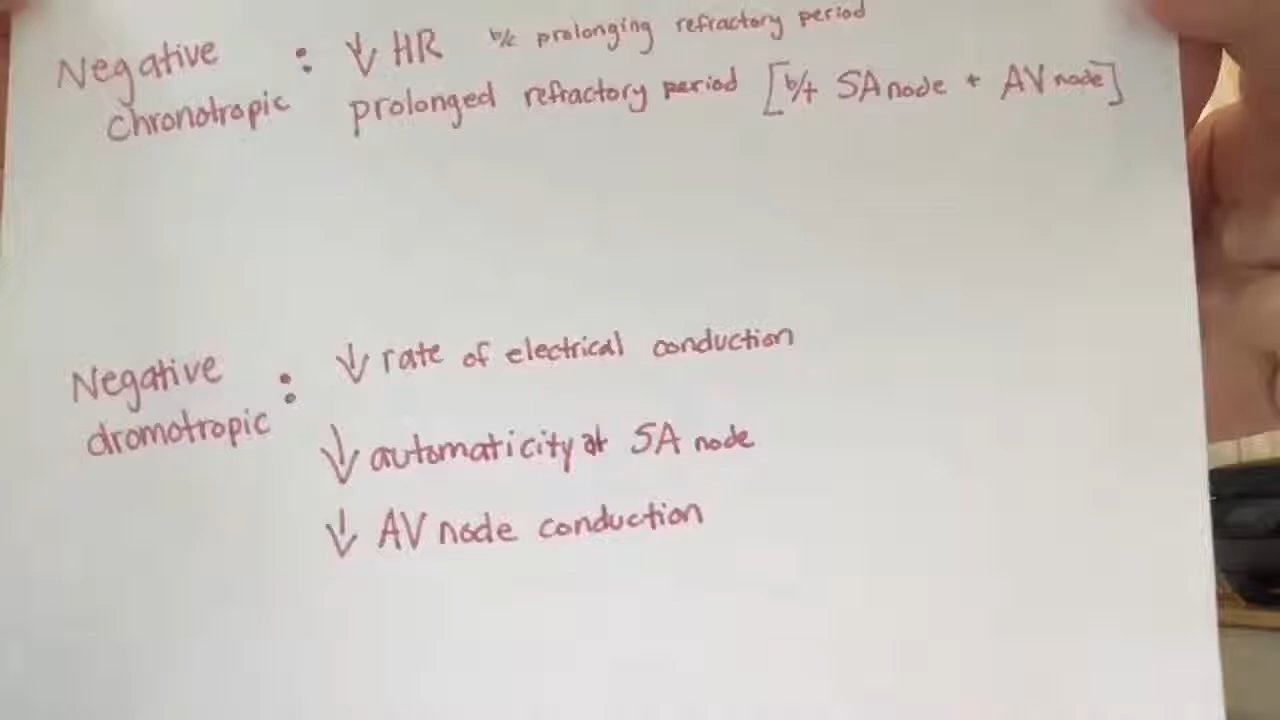 Negative : ↓ HR b/c prolonging refractory period
chronotropic prolonged refractory period [b/t SA node + AV node]
Negative : ↓ rate of electrical conduction
dromotropic
↓ automaticity at SA node
↓ AV node conduction